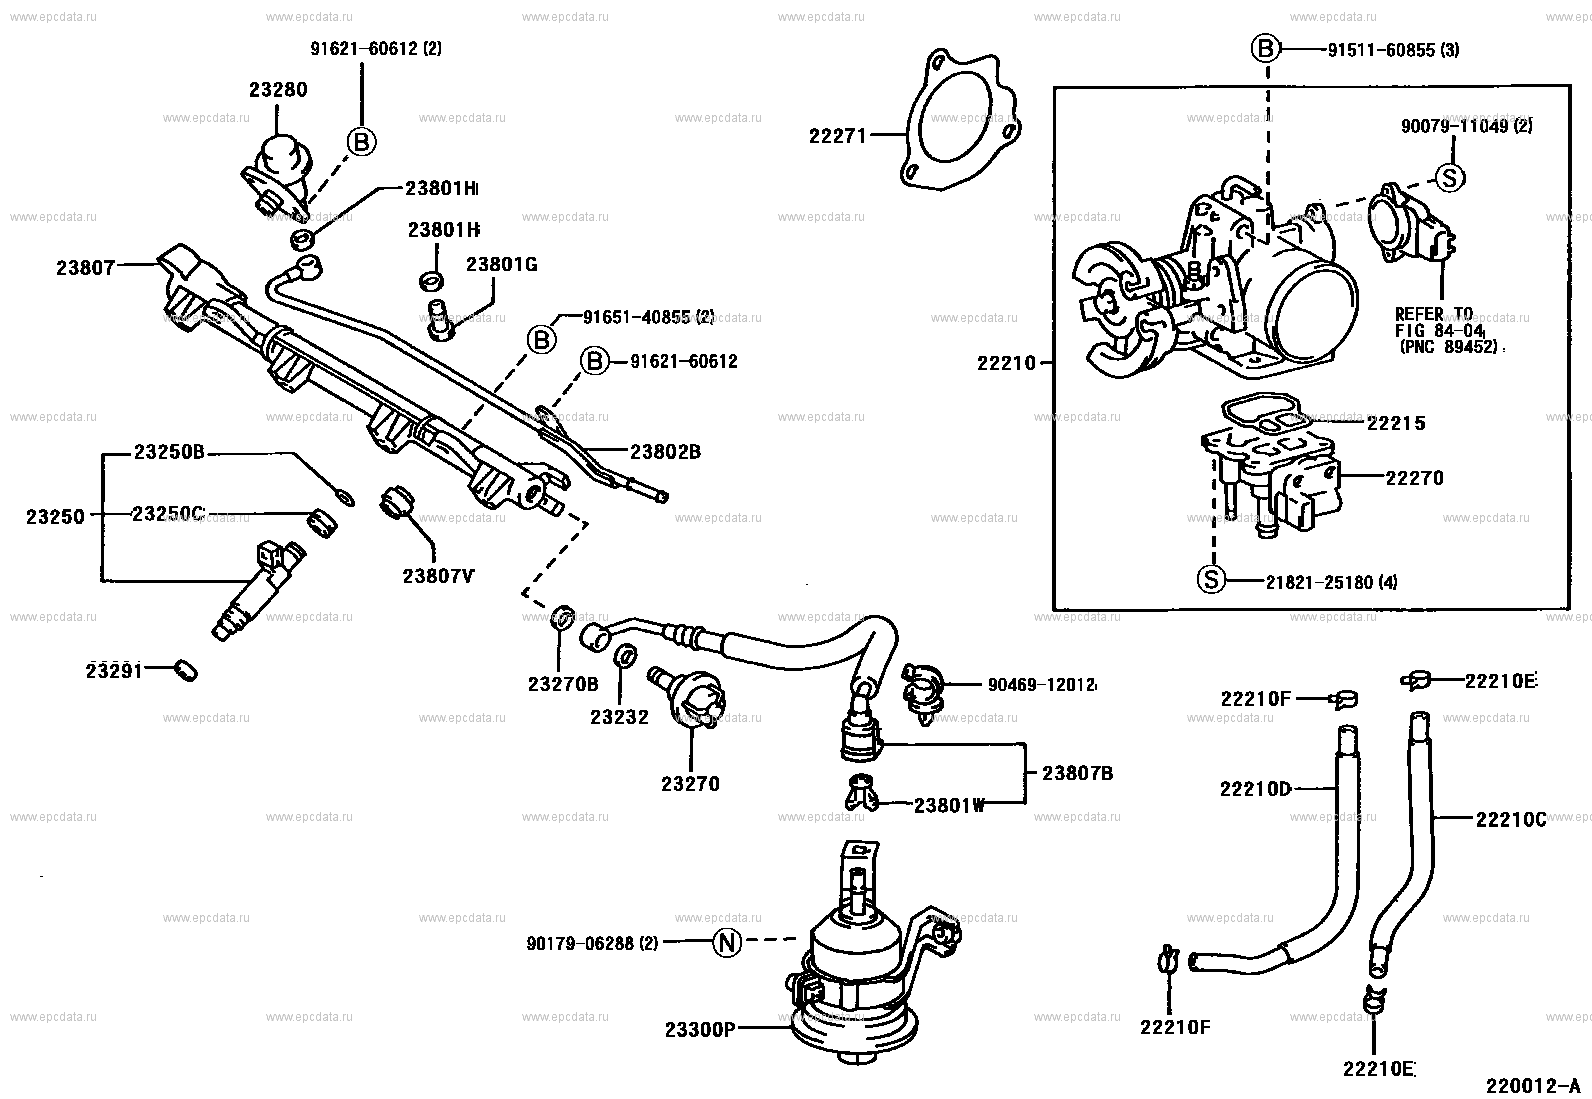 91621-60612 (2)
23280
B
23801H
23801H
23801G
23807
91651-40855 (2)
B
B
91621-60612
23802B
23250B
23250
23250C
23807V
23291
23270B
23232
23270
90469-12012
23807B
23801W
90179-06288 (2)
N
23300P
22271
B
91511-60855 (3)
90079-11049 (2)
S
REFER TO
FIG 84-04
(PNC 89452)
22210
22215
22270
S
21821-25180 (4)
22210F
22210E
22210D
22210C
22210F
22210E
220012-A
www.epcdata.ru